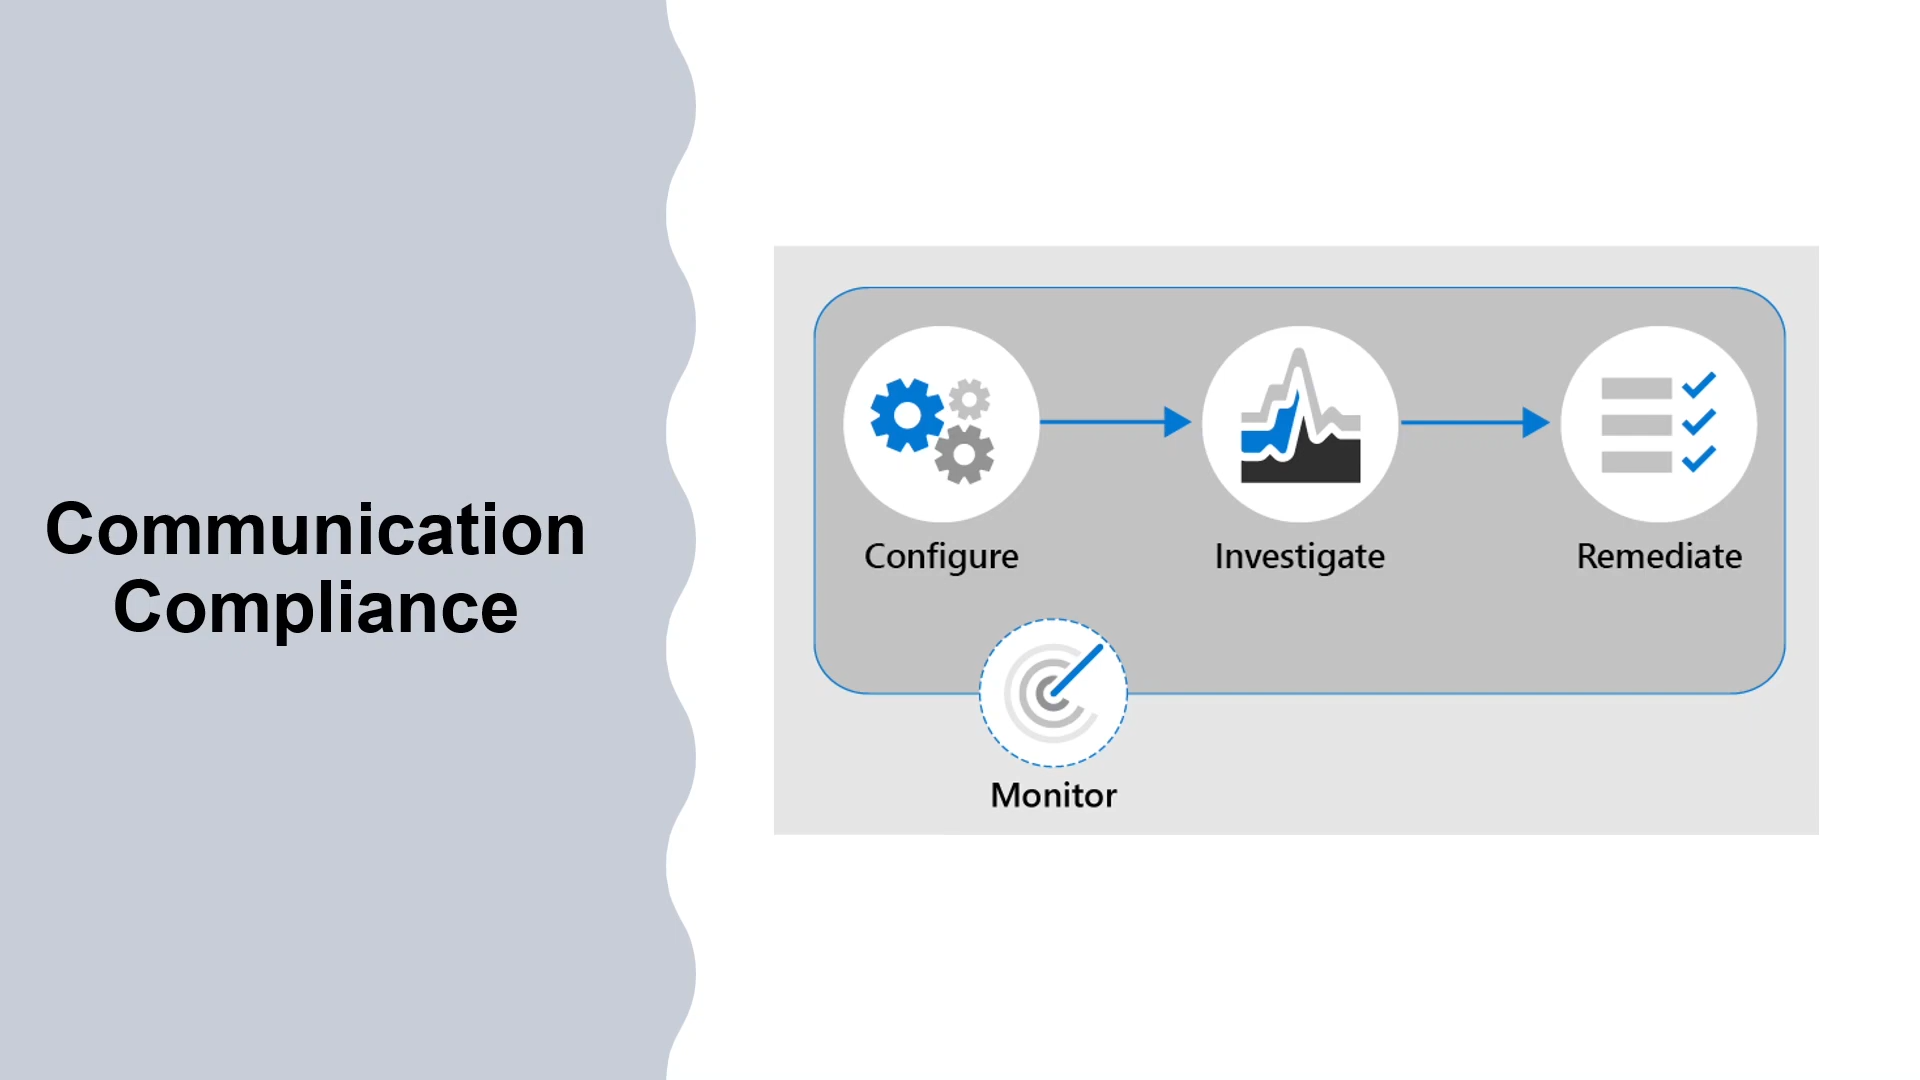 Communication
Compliance
Configure
Investigate
Remediate
Monitor